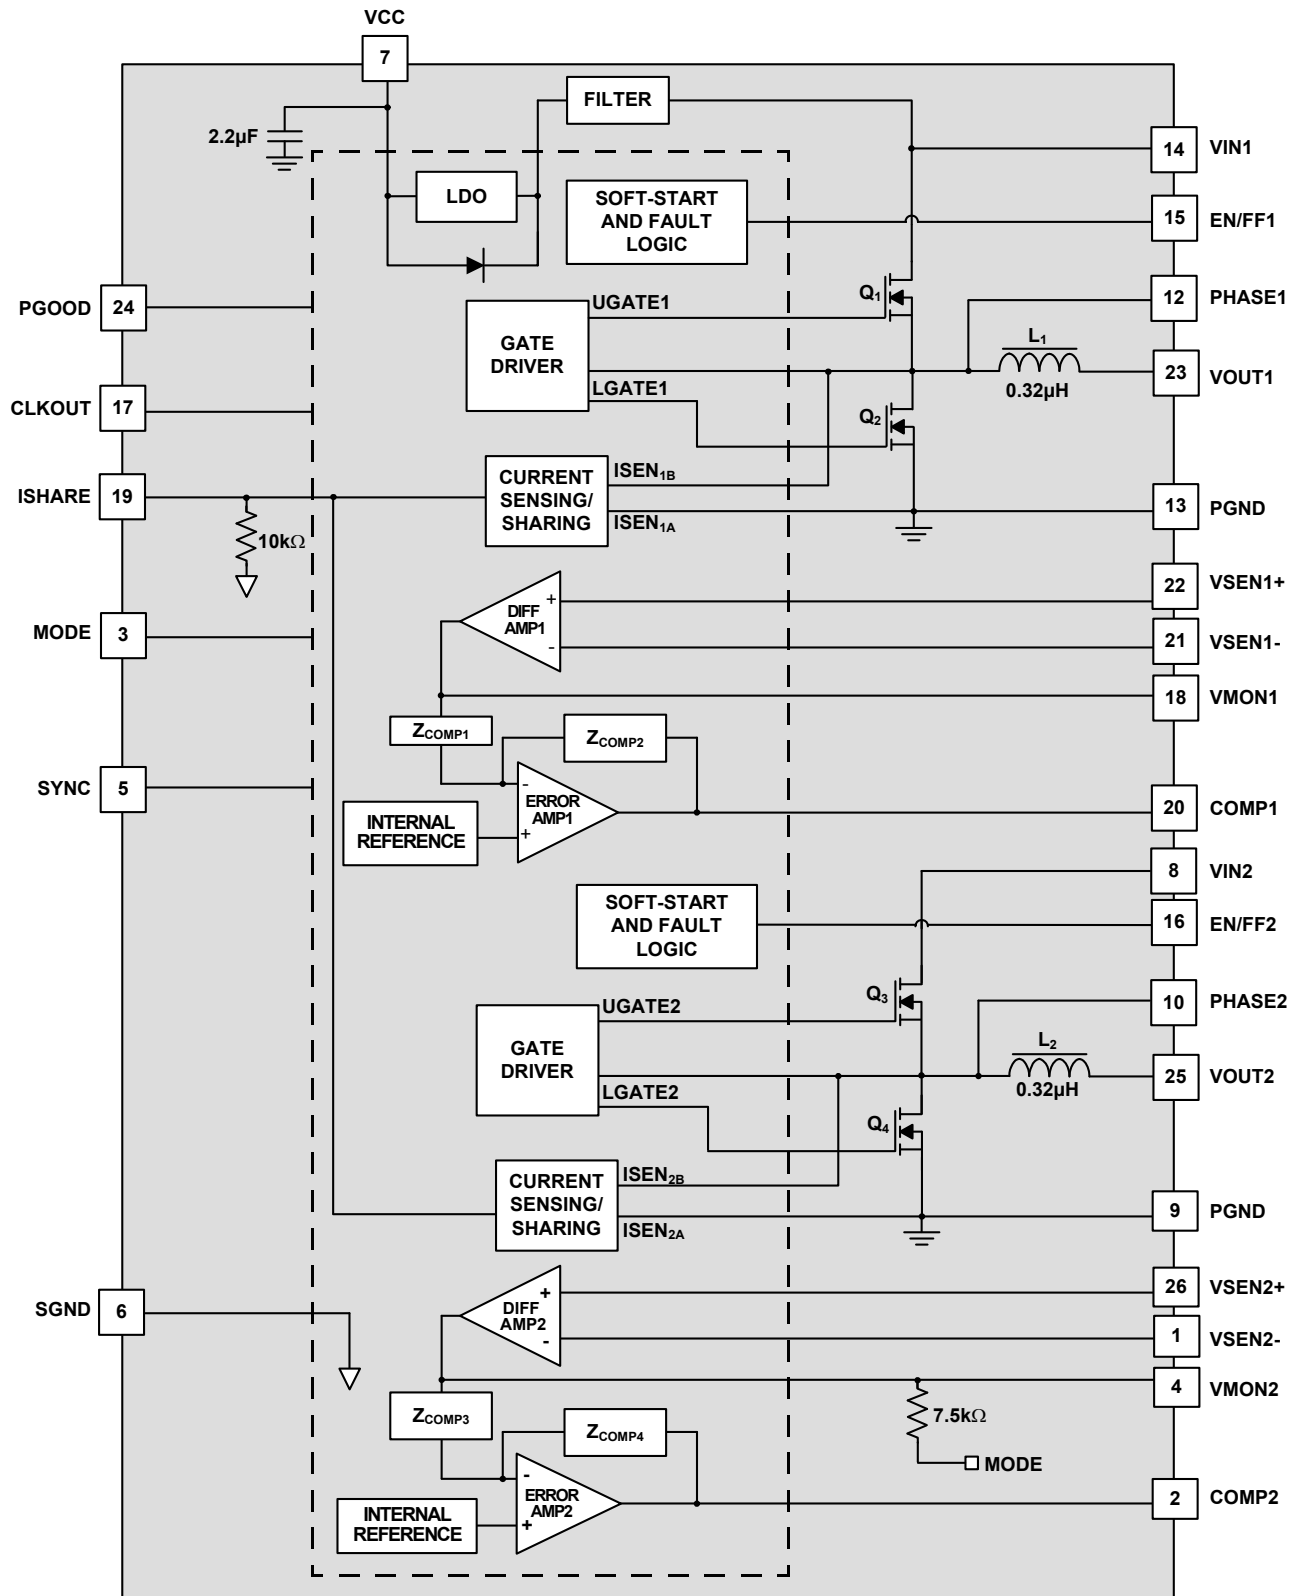 VCC
7
FILTER
2.2µF
14 VIN1
LDO
SOFT-START
AND FAULT
LOGIC
15 EN/FF1
PGOOD 24
UGATE1
Q1
12 PHASE1
GATE
DRIVER
L1
0.32µH
23 VOUT1
CLKOUT 17
LGATE1
Q2
ISHARE 19
CURRENT
SENSING/
SHARING
ISEN1B
ISEN1A
13 PGND
10kΩ
22 VSEN1+
MODE 3
+
DIFF
AMP1
-
21 VSEN1-
18 VMON1
ZCOMP1
ZCOMP2
SYNC 5
-
ERROR
AMP1
+
INTERNAL
REFERENCE
20 COMP1
8 VIN2
SOFT-START
AND FAULT
LOGIC
16 EN/FF2
UGATE2
Q3
10 PHASE2
GATE
DRIVER
L2
0.32µH
25 VOUT2
LGATE2
Q4
CURRENT
SENSING/
SHARING
ISEN2B
ISEN2A
9 PGND
SGND 6
+
DIFF
AMP2
-
26 VSEN2+
1 VSEN2-
4 VMON2
ZCOMP3
ZCOMP4
7.5kΩ
MODE
-
ERROR
AMP2
+
INTERNAL
REFERENCE
2 COMP2